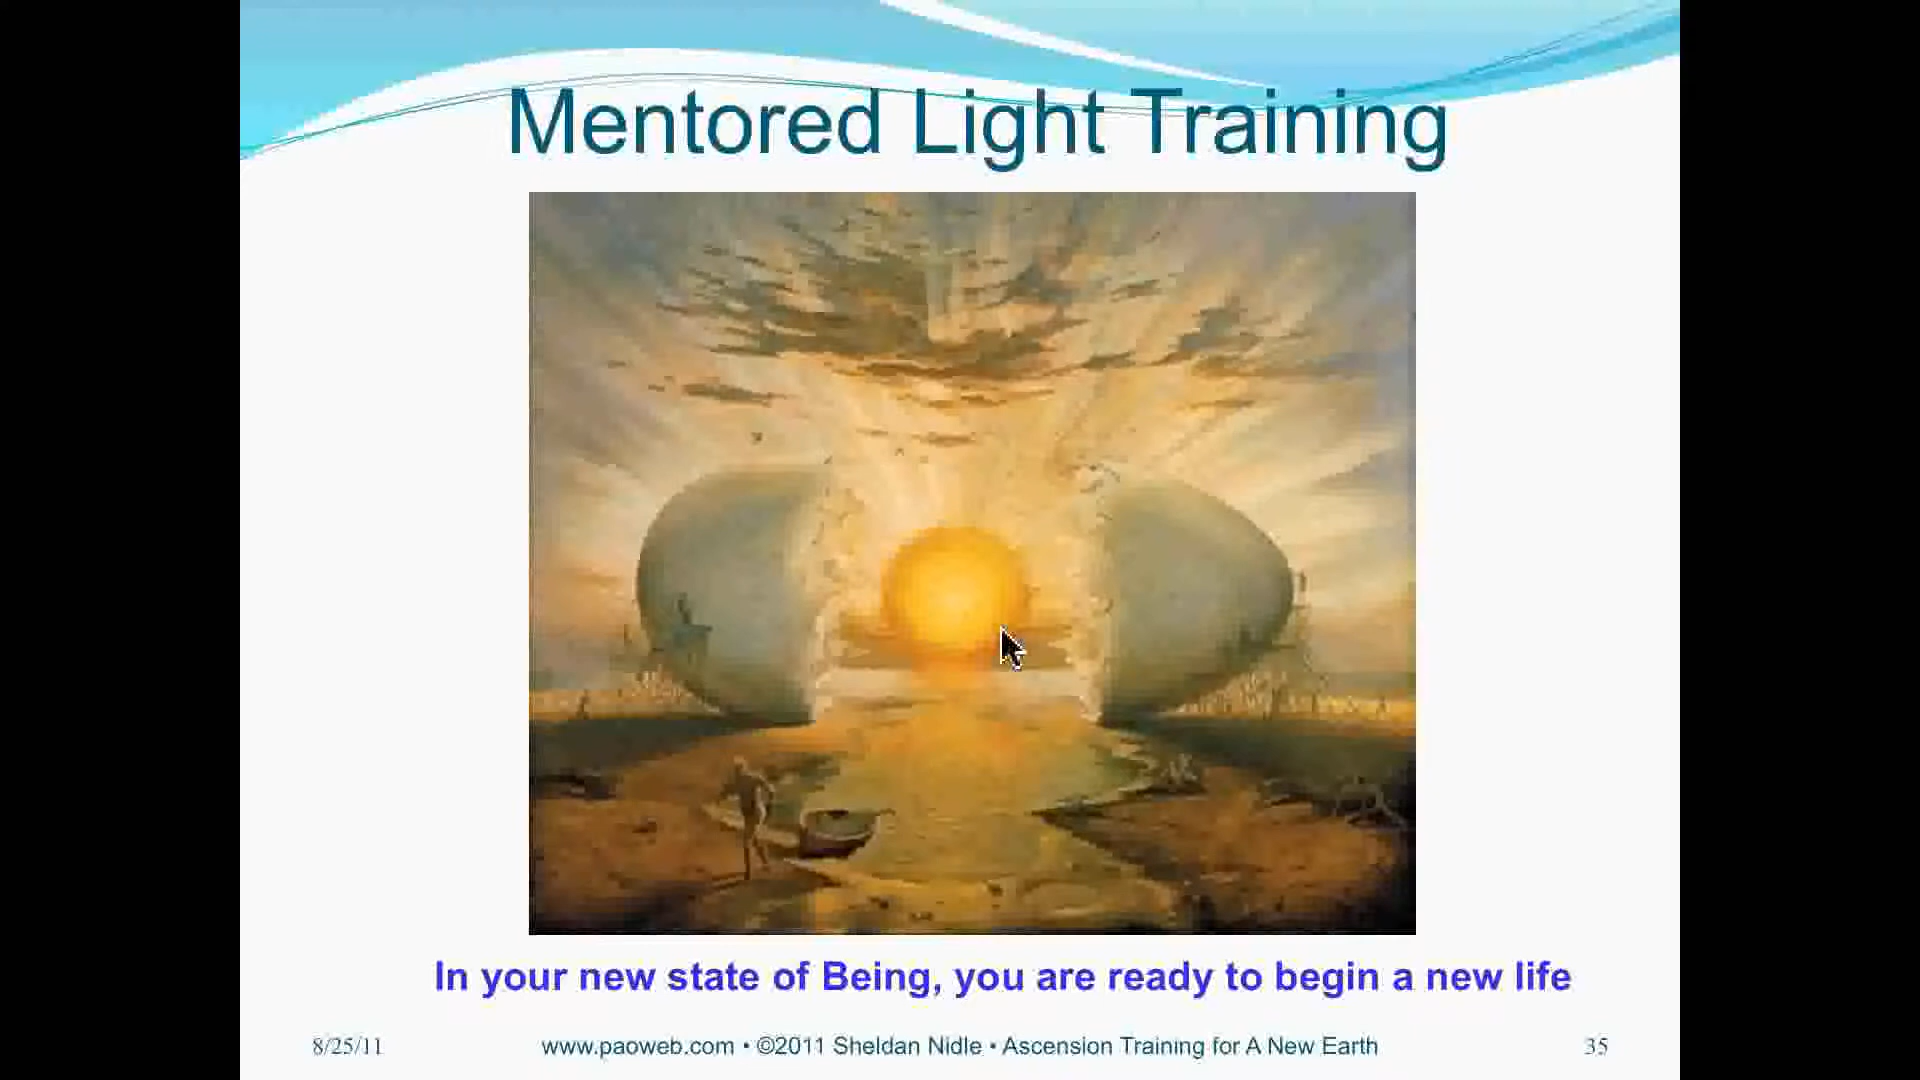 Mentored Light Training
In your new state of Being, you are ready to begin a new life
8/25/11 www.paoweb.com • ©2011 Sheldan Nidle • Ascension Training for A New Earth 35